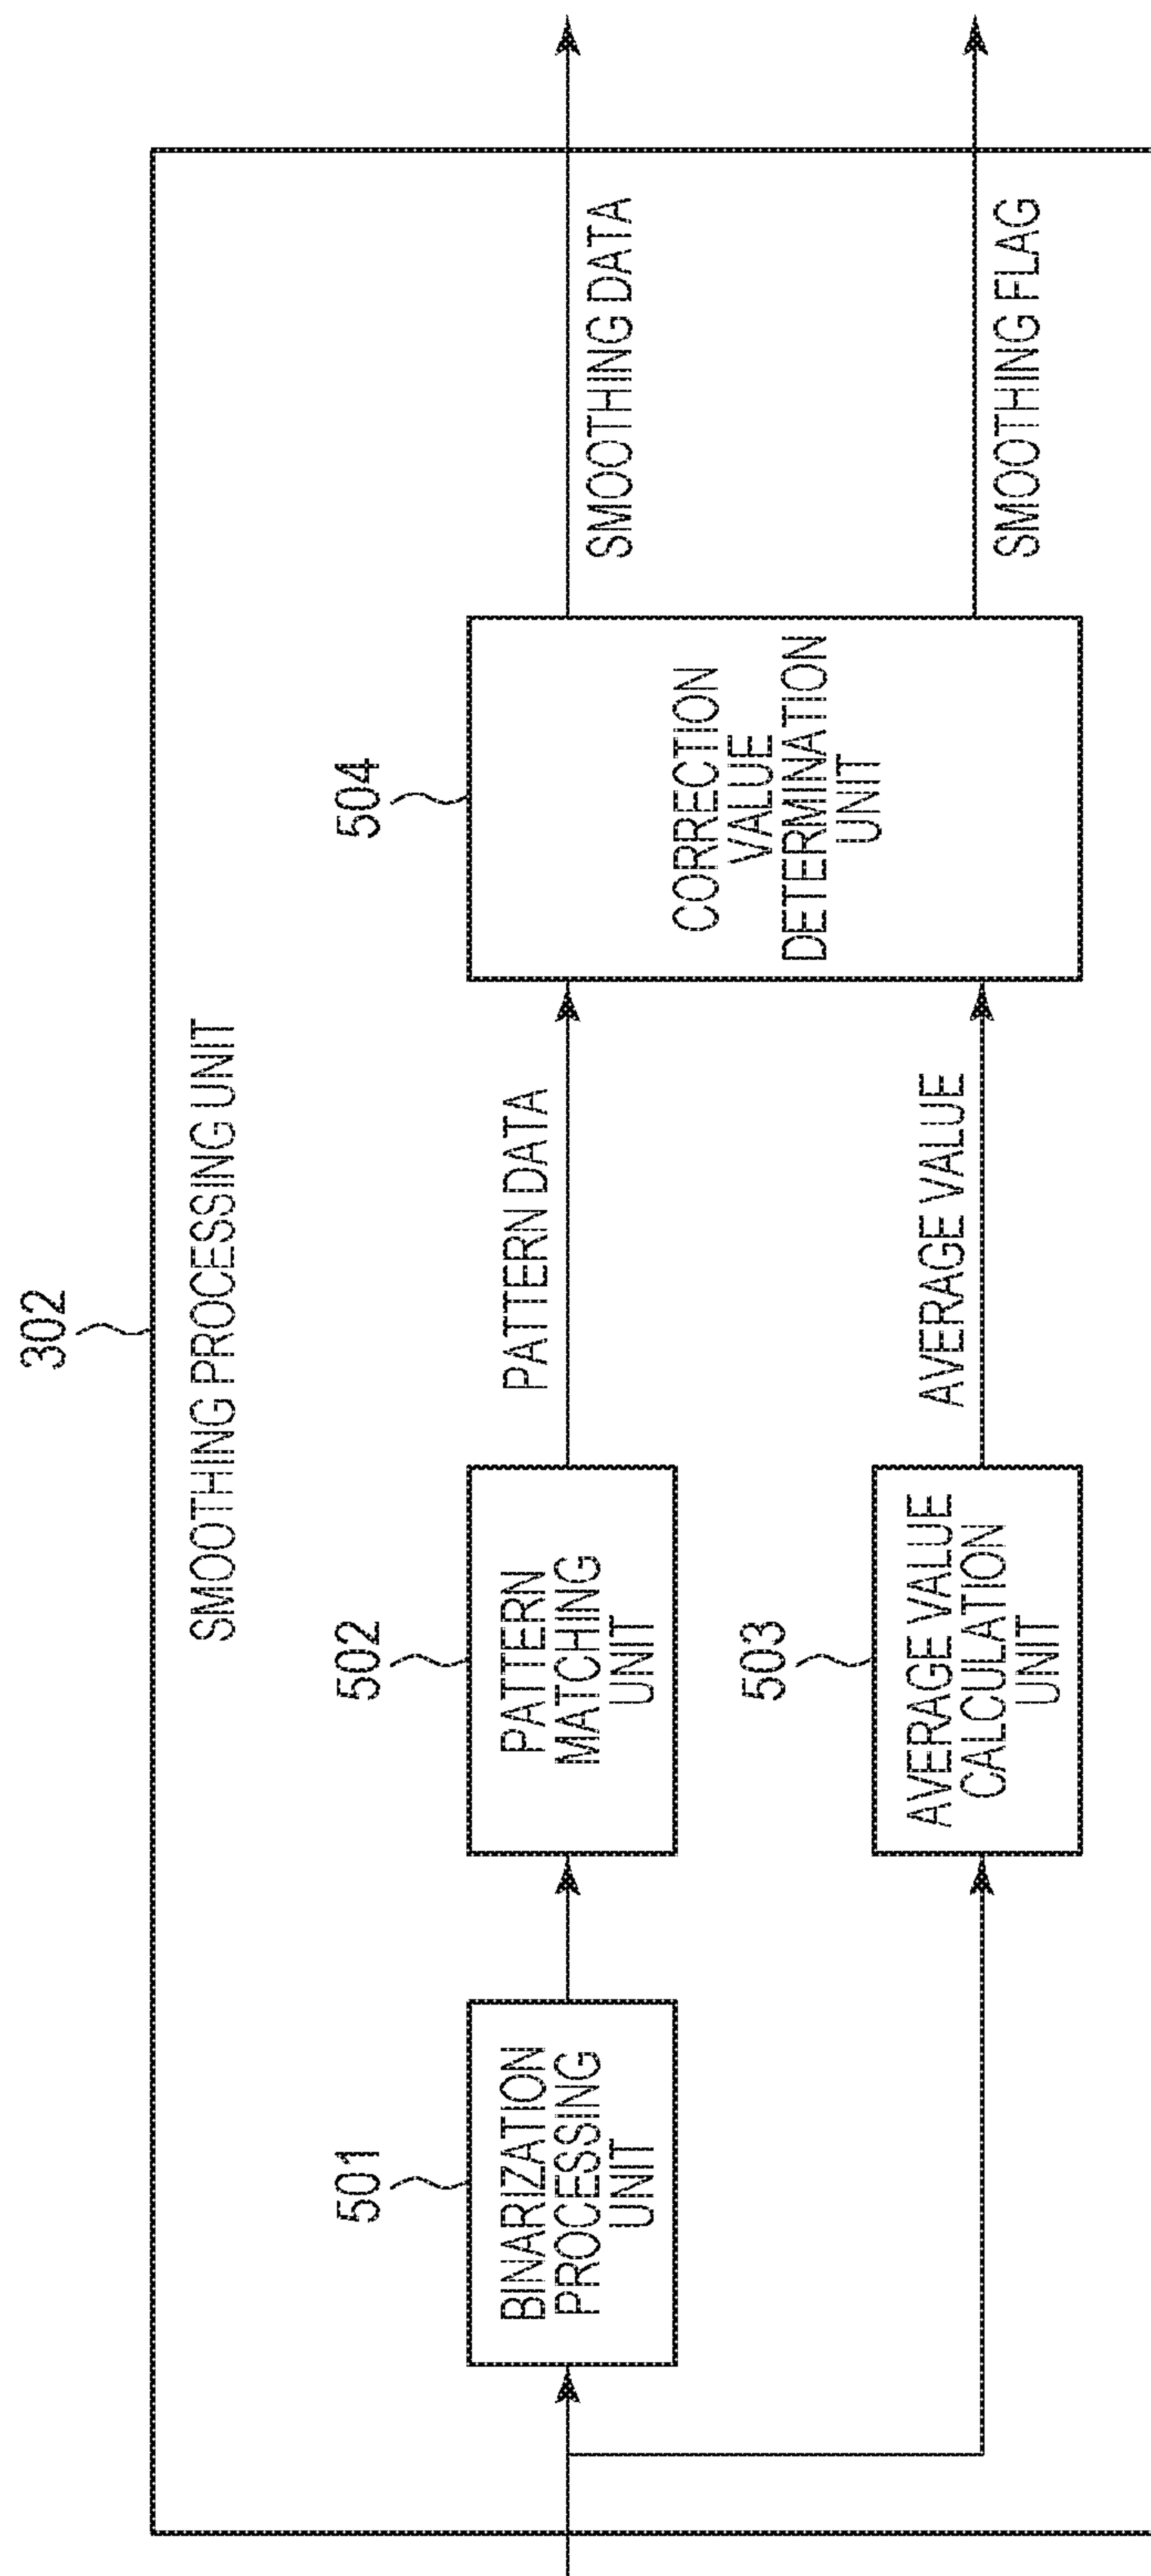 302
SMOOTHING PROCESSING UNIT
501
BINARIZATION
PROCESSING
UNIT
502
PATTERN
MATCHING
UNIT
PATTERN DATA
503
AVERAGE VALUE
CALCULATION
UNIT
AVERAGE VALUE
504
CORRECTION
VALUE
DETERMINATION
UNIT
SMOOTHING DATA
SMOOTHING FLAG